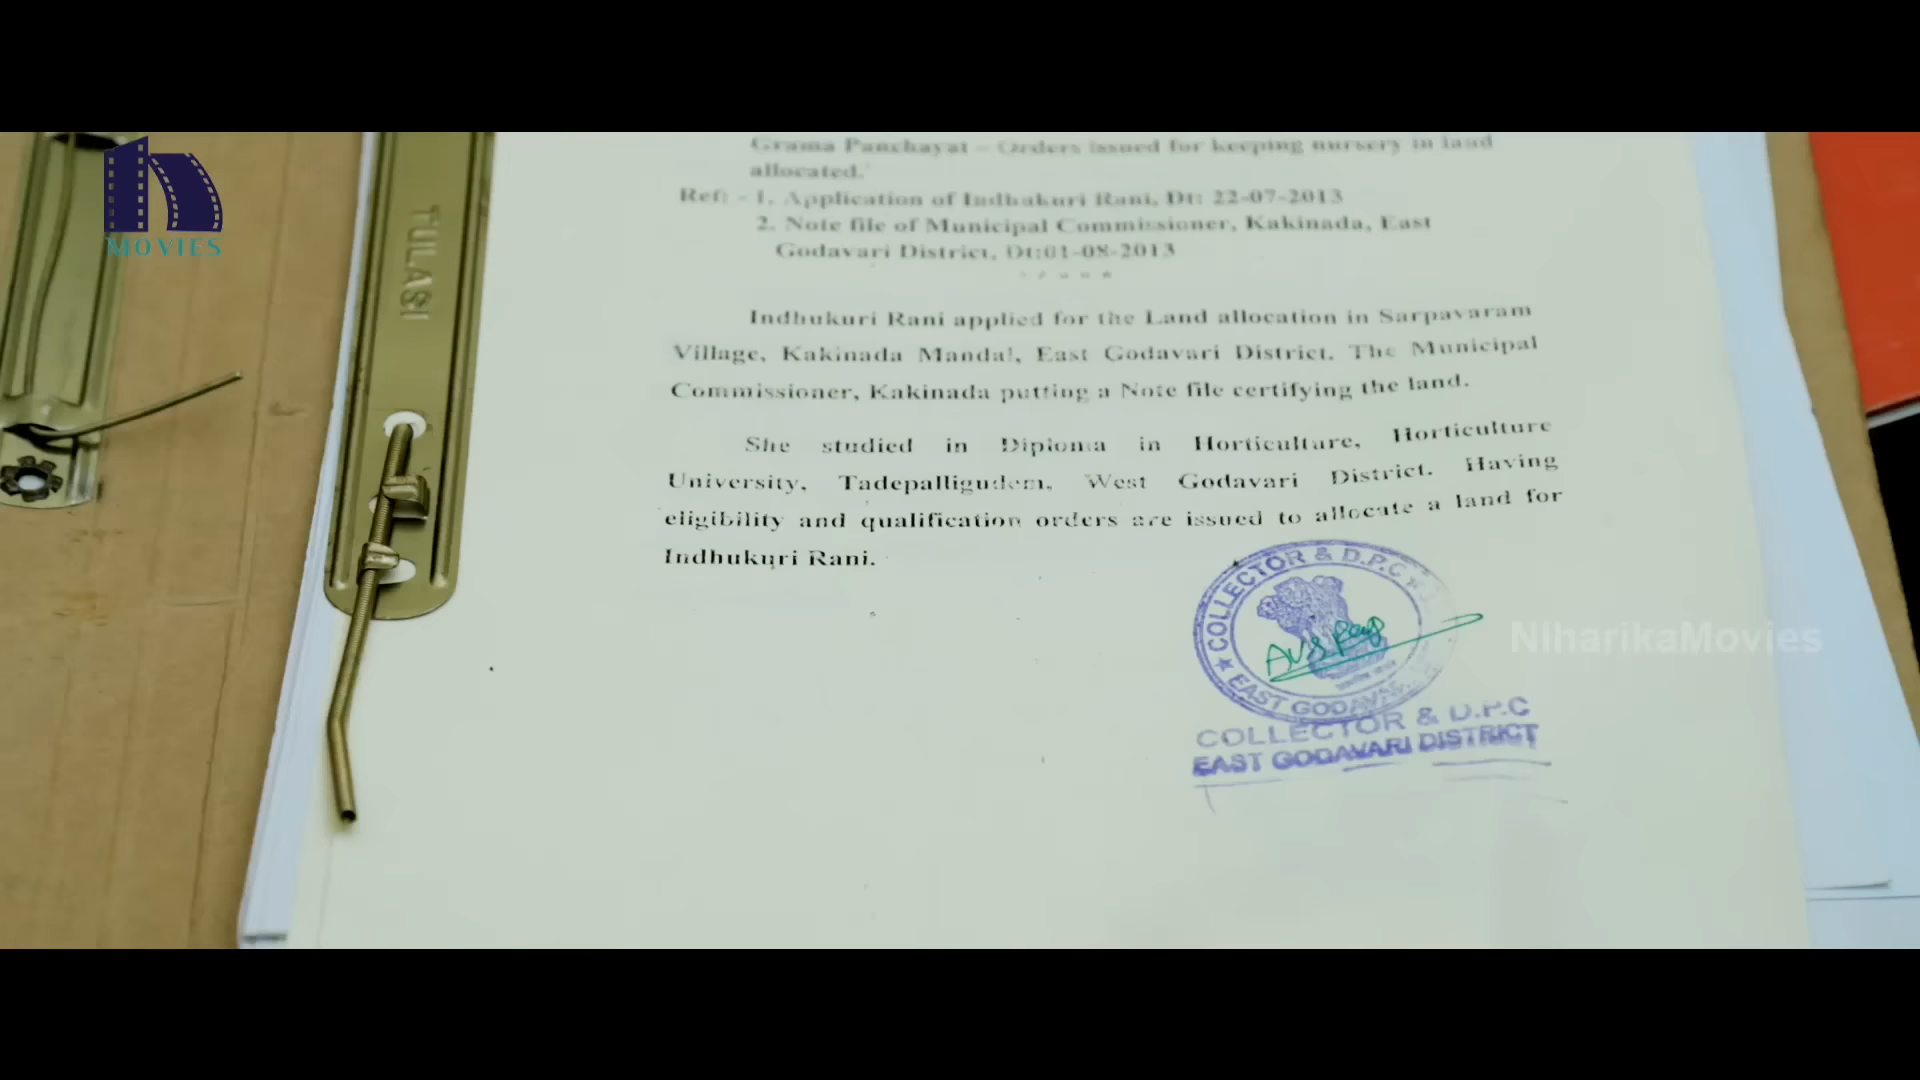 Grama Panchayat – Orders issued for keeping nursery in land
allocated.
Ref: - 1. Application of Indhukuri Rani, Dt: 22-07-2013
2. Note file of Municipal Commissioner, Kakinada, East
Godavari District, Dt:01-08-2013
Indhukuri Rani applied for the Land allocation in Sarpavaram
Village, Kakinada Mandal, East Godavari District. The Municipal
Commissioner, Kakinada putting a Note file certifying the land.
She studied in Diploma in Horticulture, Horticulture
University, Tadepalligudem, West Godavari District. Having
eligibility and qualification orders are issued to allocate a land for
Indhukuri Rani.
COLLECTOR & D.P.C
EAST GODAVARI
COLLECTOR & D.P.C
EAST GODAVARI DISTRICT
TULASI
MOVIES
NIharikaMovies